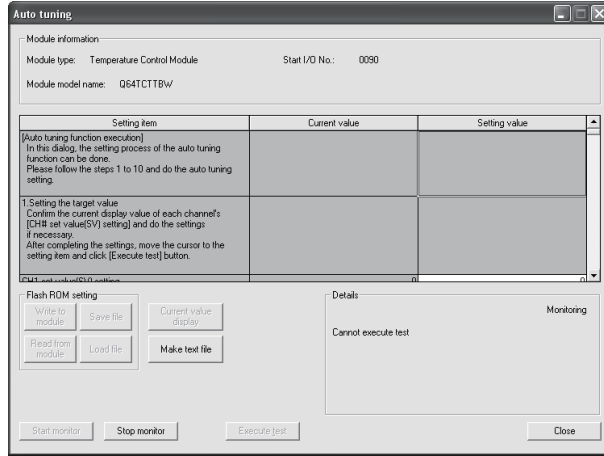 Auto tuning
Module information
Module type: Temperature Control Module Start I/O No.: 0090
Module model name: Q64TCTTBW
Setting item Current value Setting value
[Auto tuning function execution]
In this dialog, the setting process of the auto tuning
function can be done.
Please follow the steps 1 to 10 and do the auto tuning
setting.
1.Setting the target value
Confirm the current display value of each channel's
[CH# set value(SV) setting] and do the settings
if necessary.
After completing the settings, move the cursor to the
setting item and click [Execute test] button.
CH1 set value(SV) setting 0 0
Flash ROM setting
Write to
module
Save file
Current value
display
Read from
module
Load file
Make text file
Details
Monitoring
Cannot execute test
Start monitor
Stop monitor
Execute test
Close